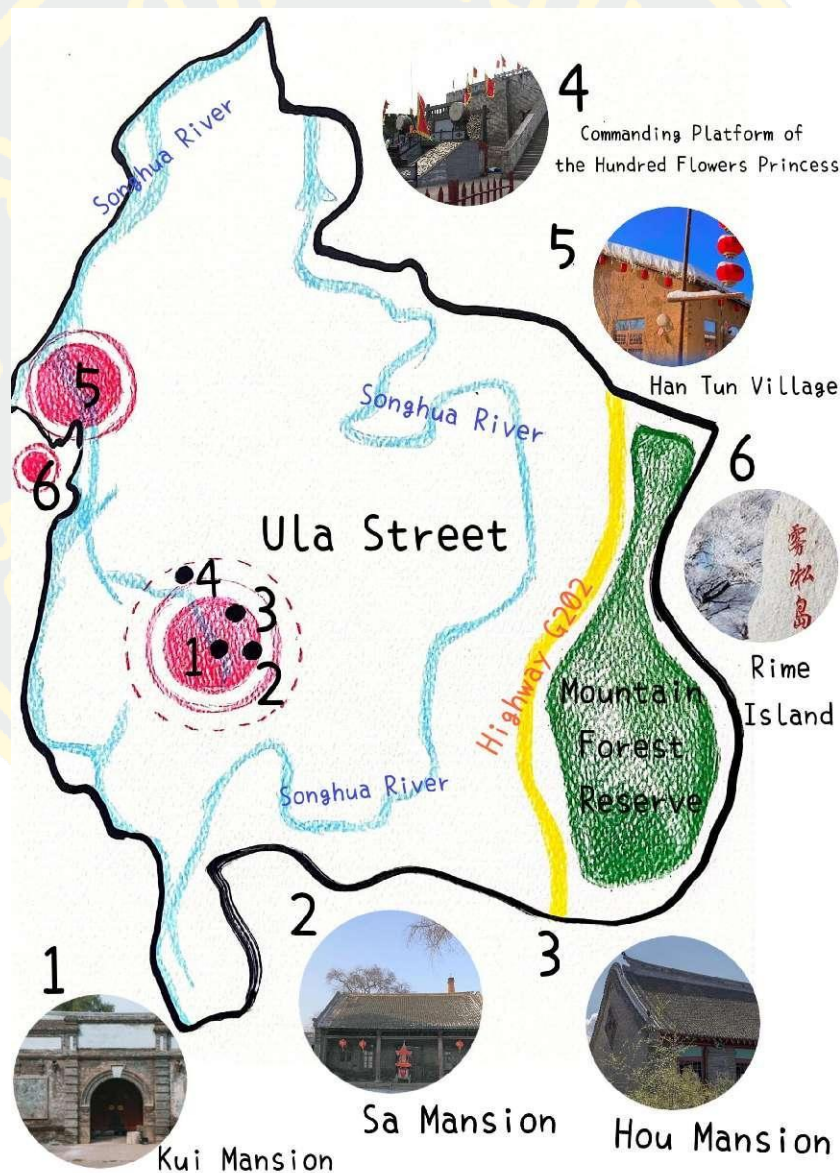 Songhua River
4
Commanding Platform of
the Hundred Flowers Princess
5
Han Tun Village
5
Songhua River
6
6
雾凇岛
Rime
Island
Ula Street
4
3
1
2
Highway G202
Mountain
Forest
Reserve
Songhua River
2
Sa Mansion
3
Hou Mansion
1
Kui Mansion